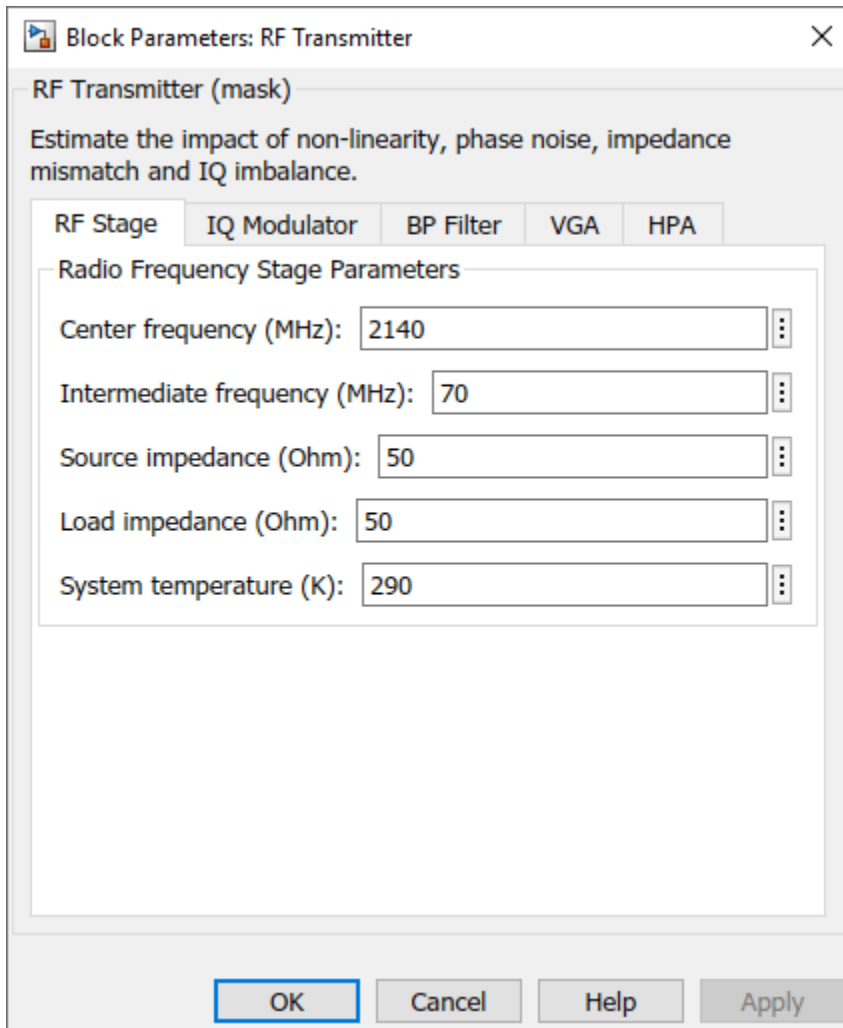 Block Parameters: RF Transmitter
RF Transmitter (mask)
Estimate the impact of non-linearity, phase noise, impedance
mismatch and IQ imbalance.
RF Stage IQ Modulator BP Filter VGA HPA
Radio Frequency Stage Parameters
Center frequency (MHz): 2140
Intermediate frequency (MHz): 70
Source impedance (Ohm): 50
Load impedance (Ohm): 50
System temperature (K): 290
OK Cancel Help Apply